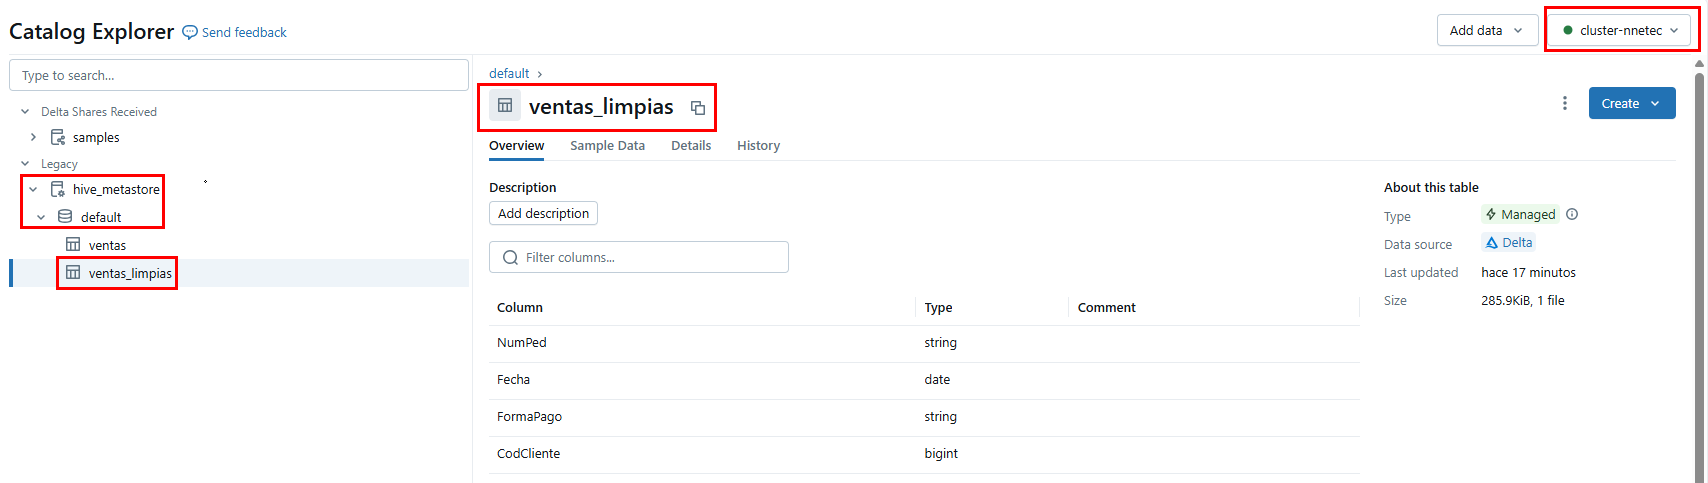 Catalog Explorer Send feedback
Add data
cluster-nnetec
Type to search...
Delta Shares Received
samples
Legacy
hive_metastore
default
ventas
ventas_limpias
default ›
ventas_limpias
Create
Overview Sample Data Details History
Description
Add description
Filter columns...
Column Type Comment
NumPed string
Fecha date
FormaPago string
CodCliente bigint
About this table
Type Managed
Data source Delta
Last updated hace 17 minutos
Size 285.9KiB, 1 file